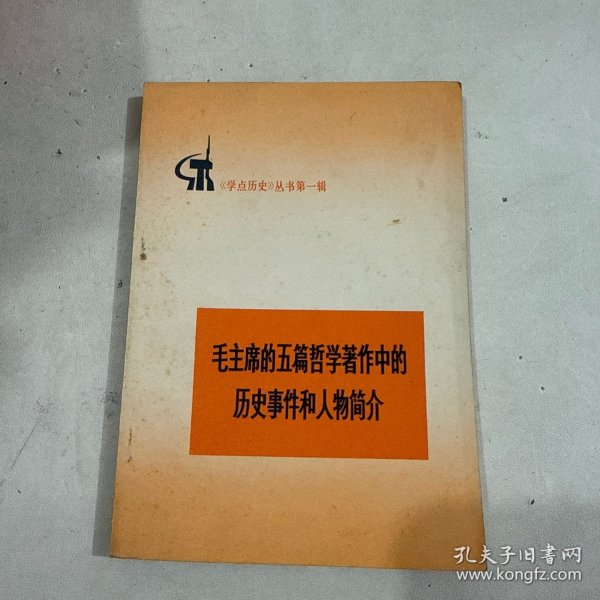 《学点历史》丛书第一辑
毛主席的五篇哲学著作中的
历史事件和人物简介
孔夫子旧书网
www.kongfz.com